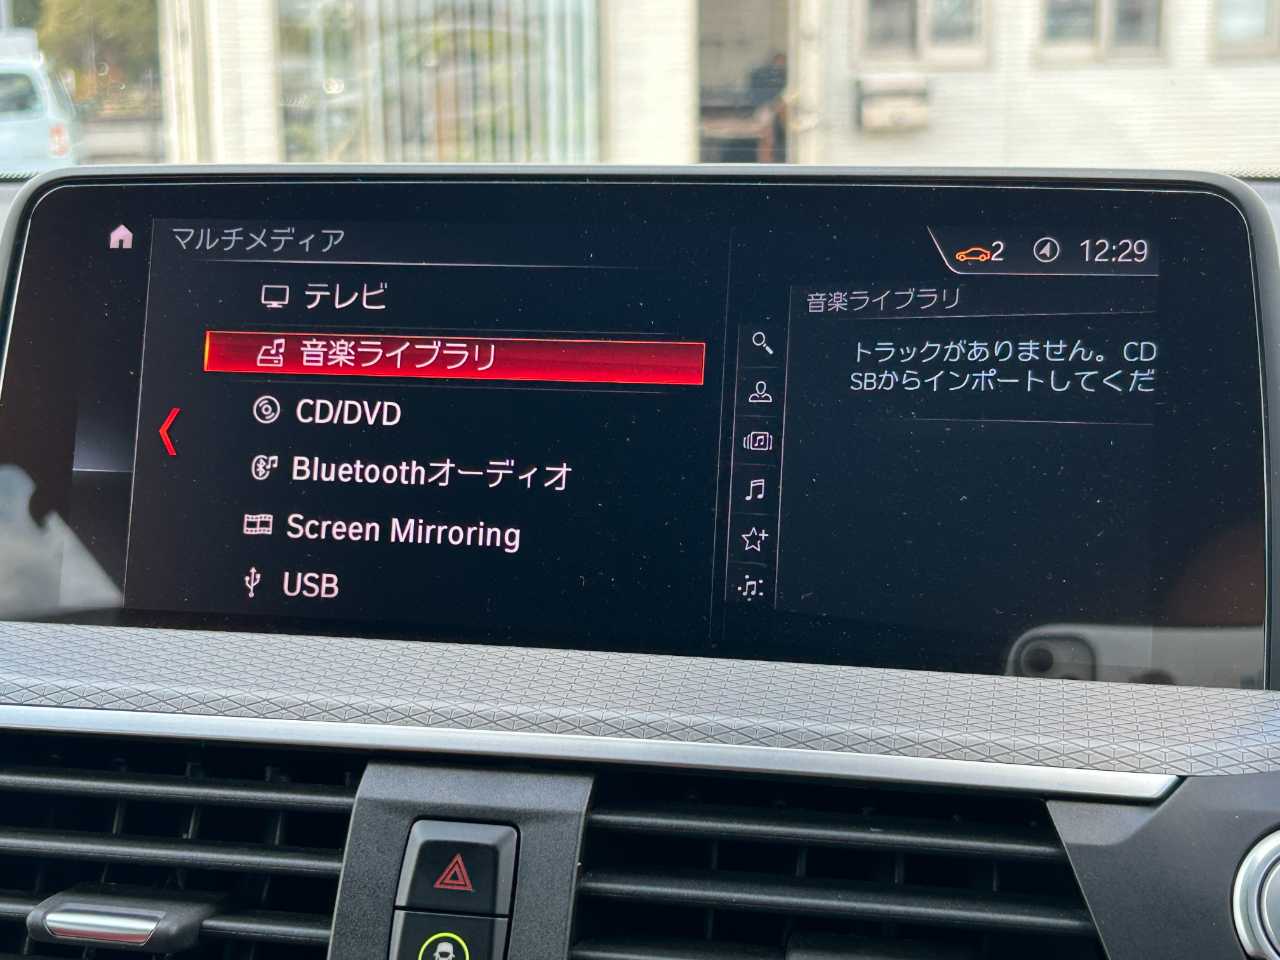 マルチメディア
2 12:29
テレビ
音楽ライブラリ
CD/DVD
Bluetoothオーディオ
Screen Mirroring
USB
音楽ライブラリ
トラックがありません。CD
SBからインポートしてくだ